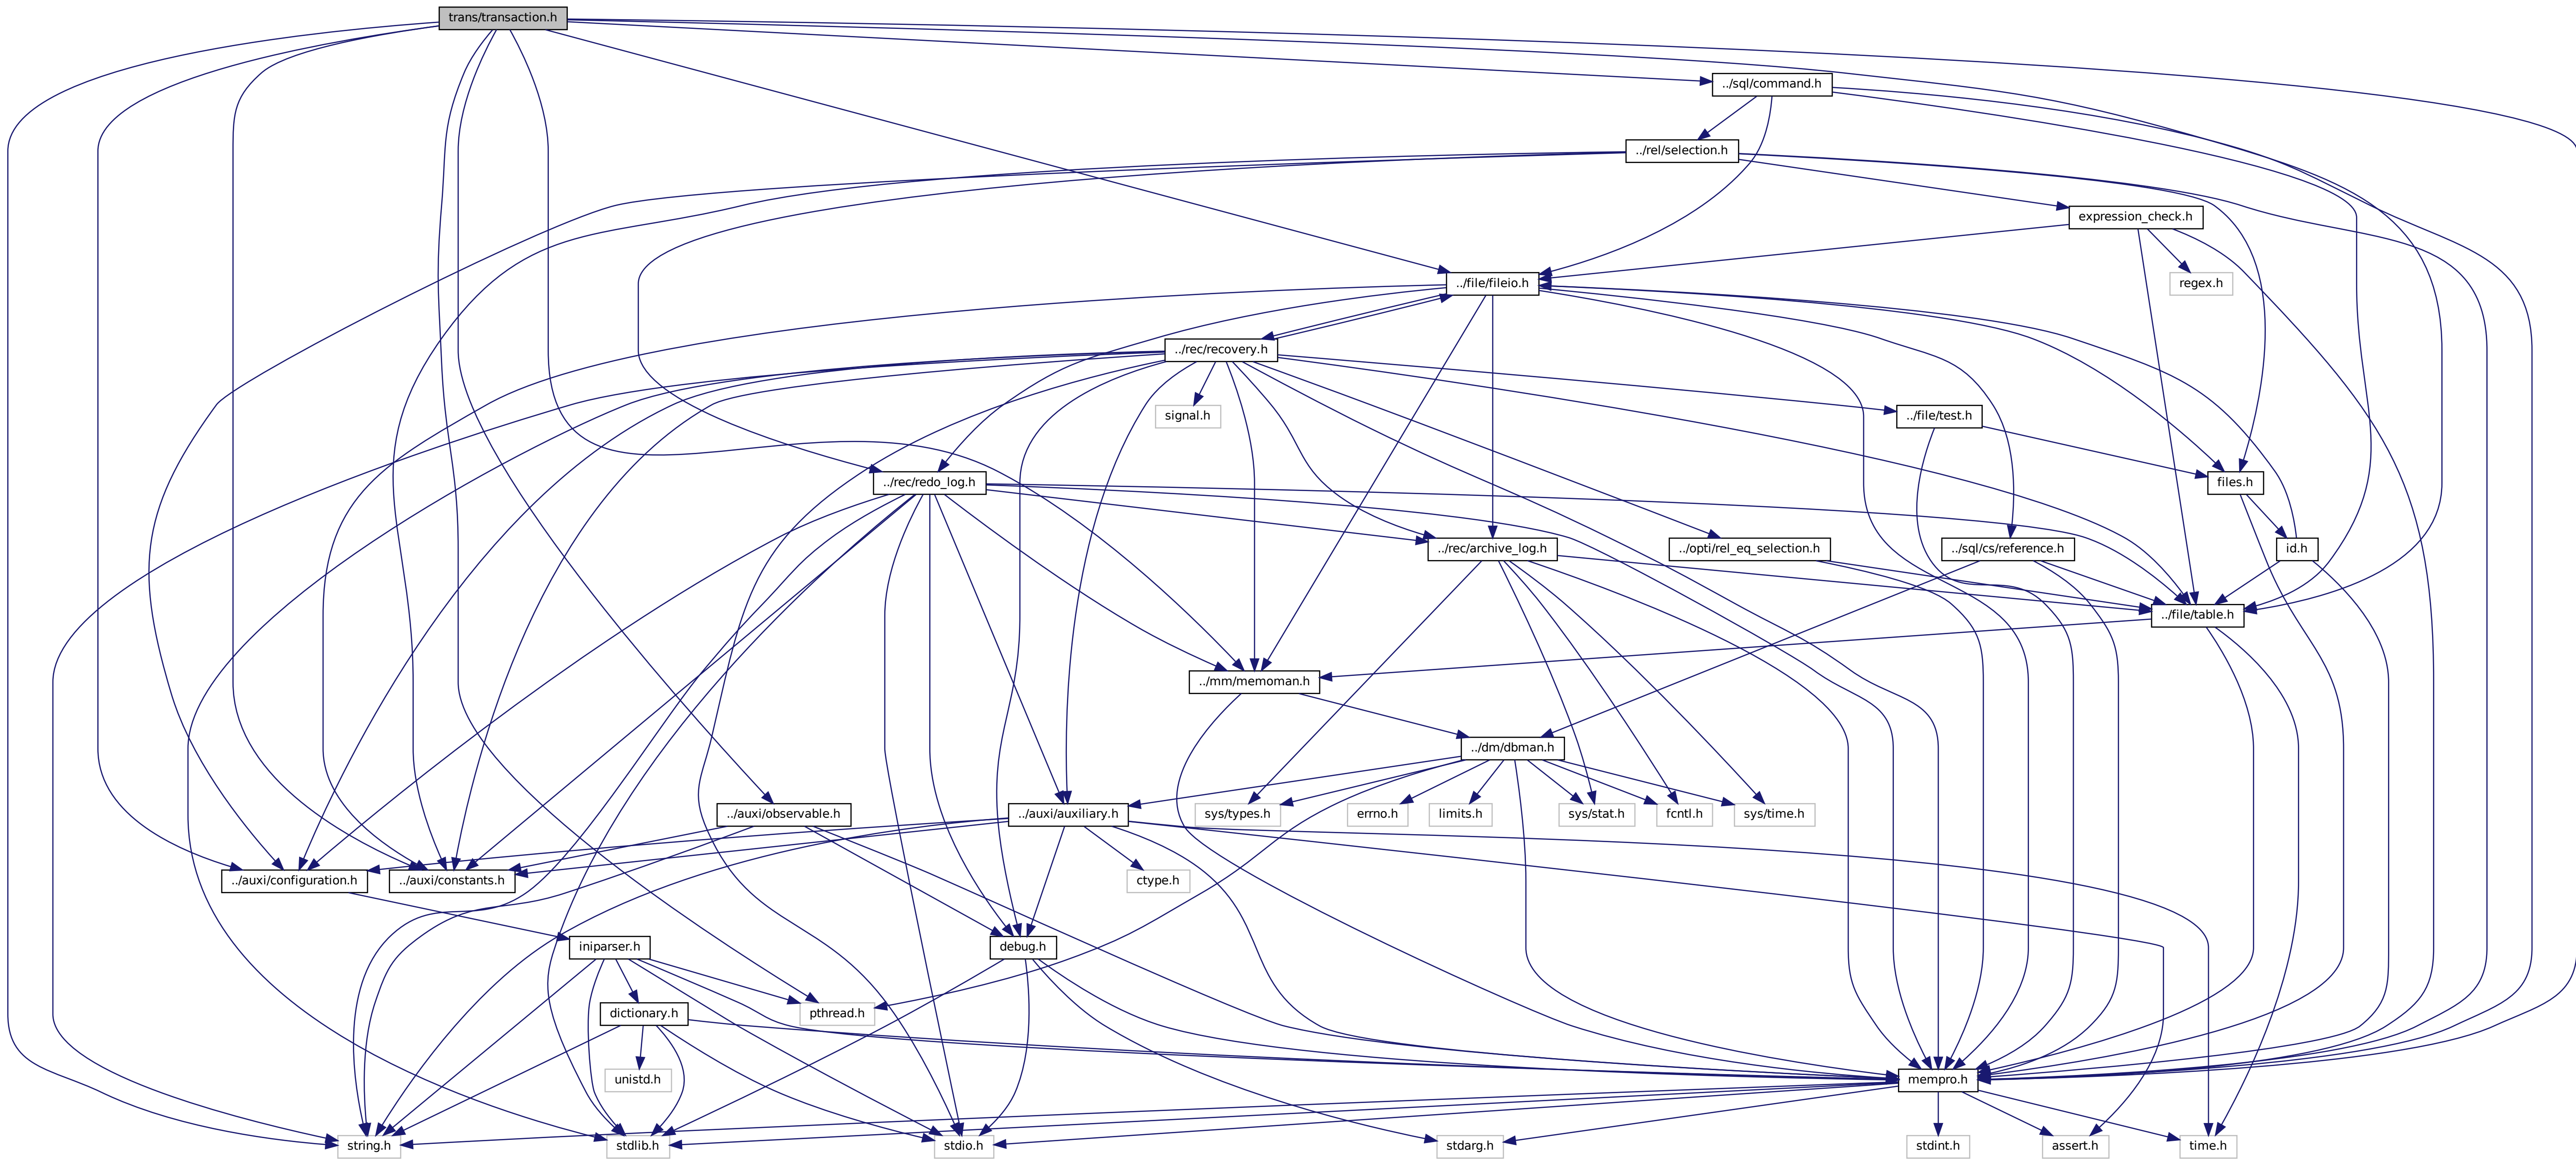 trans/transaction.h
../sql/command.h
../rel/selection.h
expression_check.h
../file/fileio.h
regex.h
../rec/recovery.h
signal.h
../file/test.h
../rec/redo_log.h
files.h
../rec/archive_log.h
../opti/rel_eq_selection.h
../sql/cs/reference.h
id.h
../file/table.h
../mm/memoman.h
../dm/dbman.h
../auxi/observable.h
../auxi/auxiliary.h
sys/types.h
errno.h
limits.h
sys/stat.h
fcntl.h
sys/time.h
../auxi/configuration.h
../auxi/constants.h
ctype.h
iniparser.h
debug.h
dictionary.h
pthread.h
unistd.h
mempro.h
string.h
stdlib.h
stdio.h
stdarg.h
stdint.h
assert.h
time.h